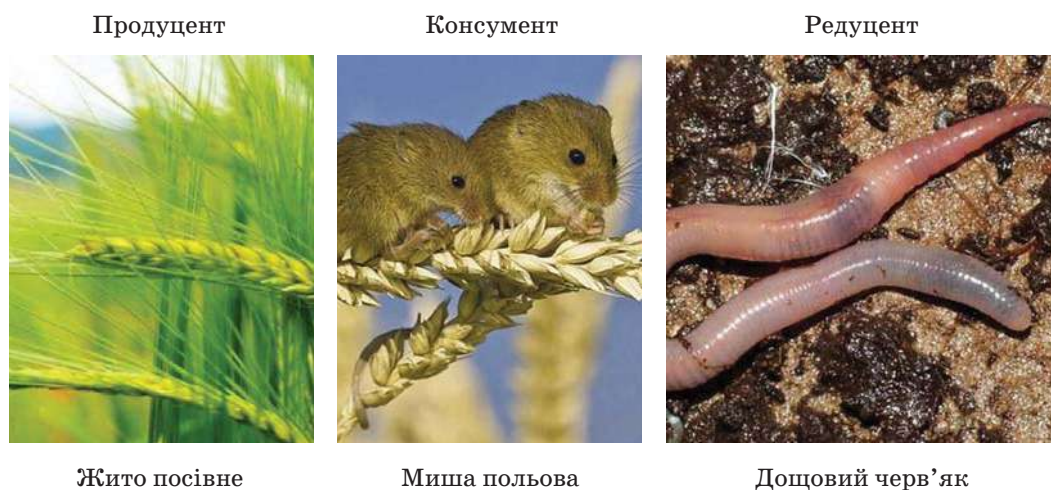 Продуцент
Консумент
Редуцент
Жито посівне
Миша польова
Дощовий черв’як